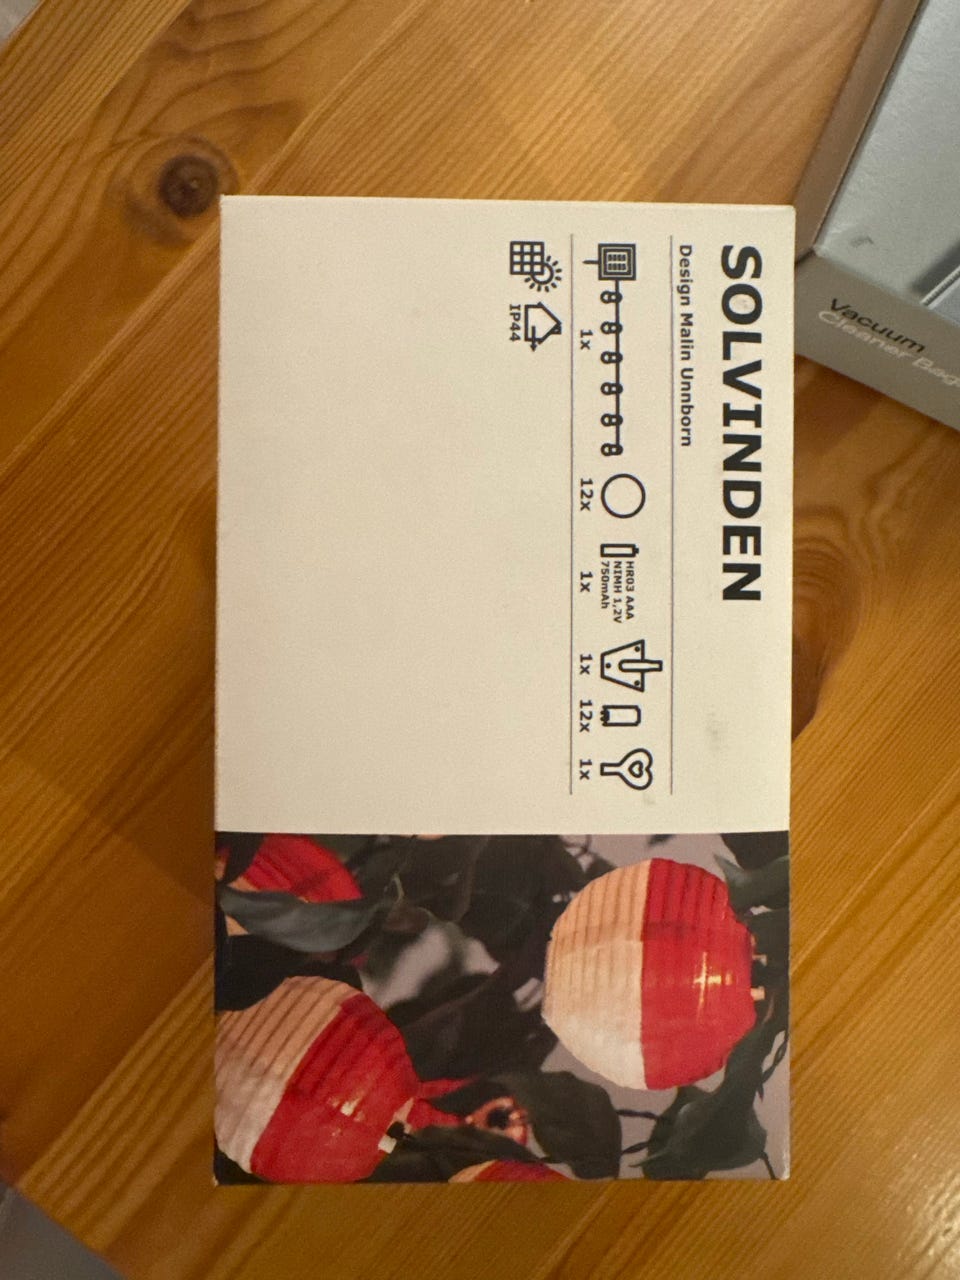 SOLVINDEN
Design Malin Unnborn
HR03 AAA
NIMH 1,2V
750mAh
1x 12x 1x 1x 12x 1x
IP44
Vacuum
Cleaner Bag